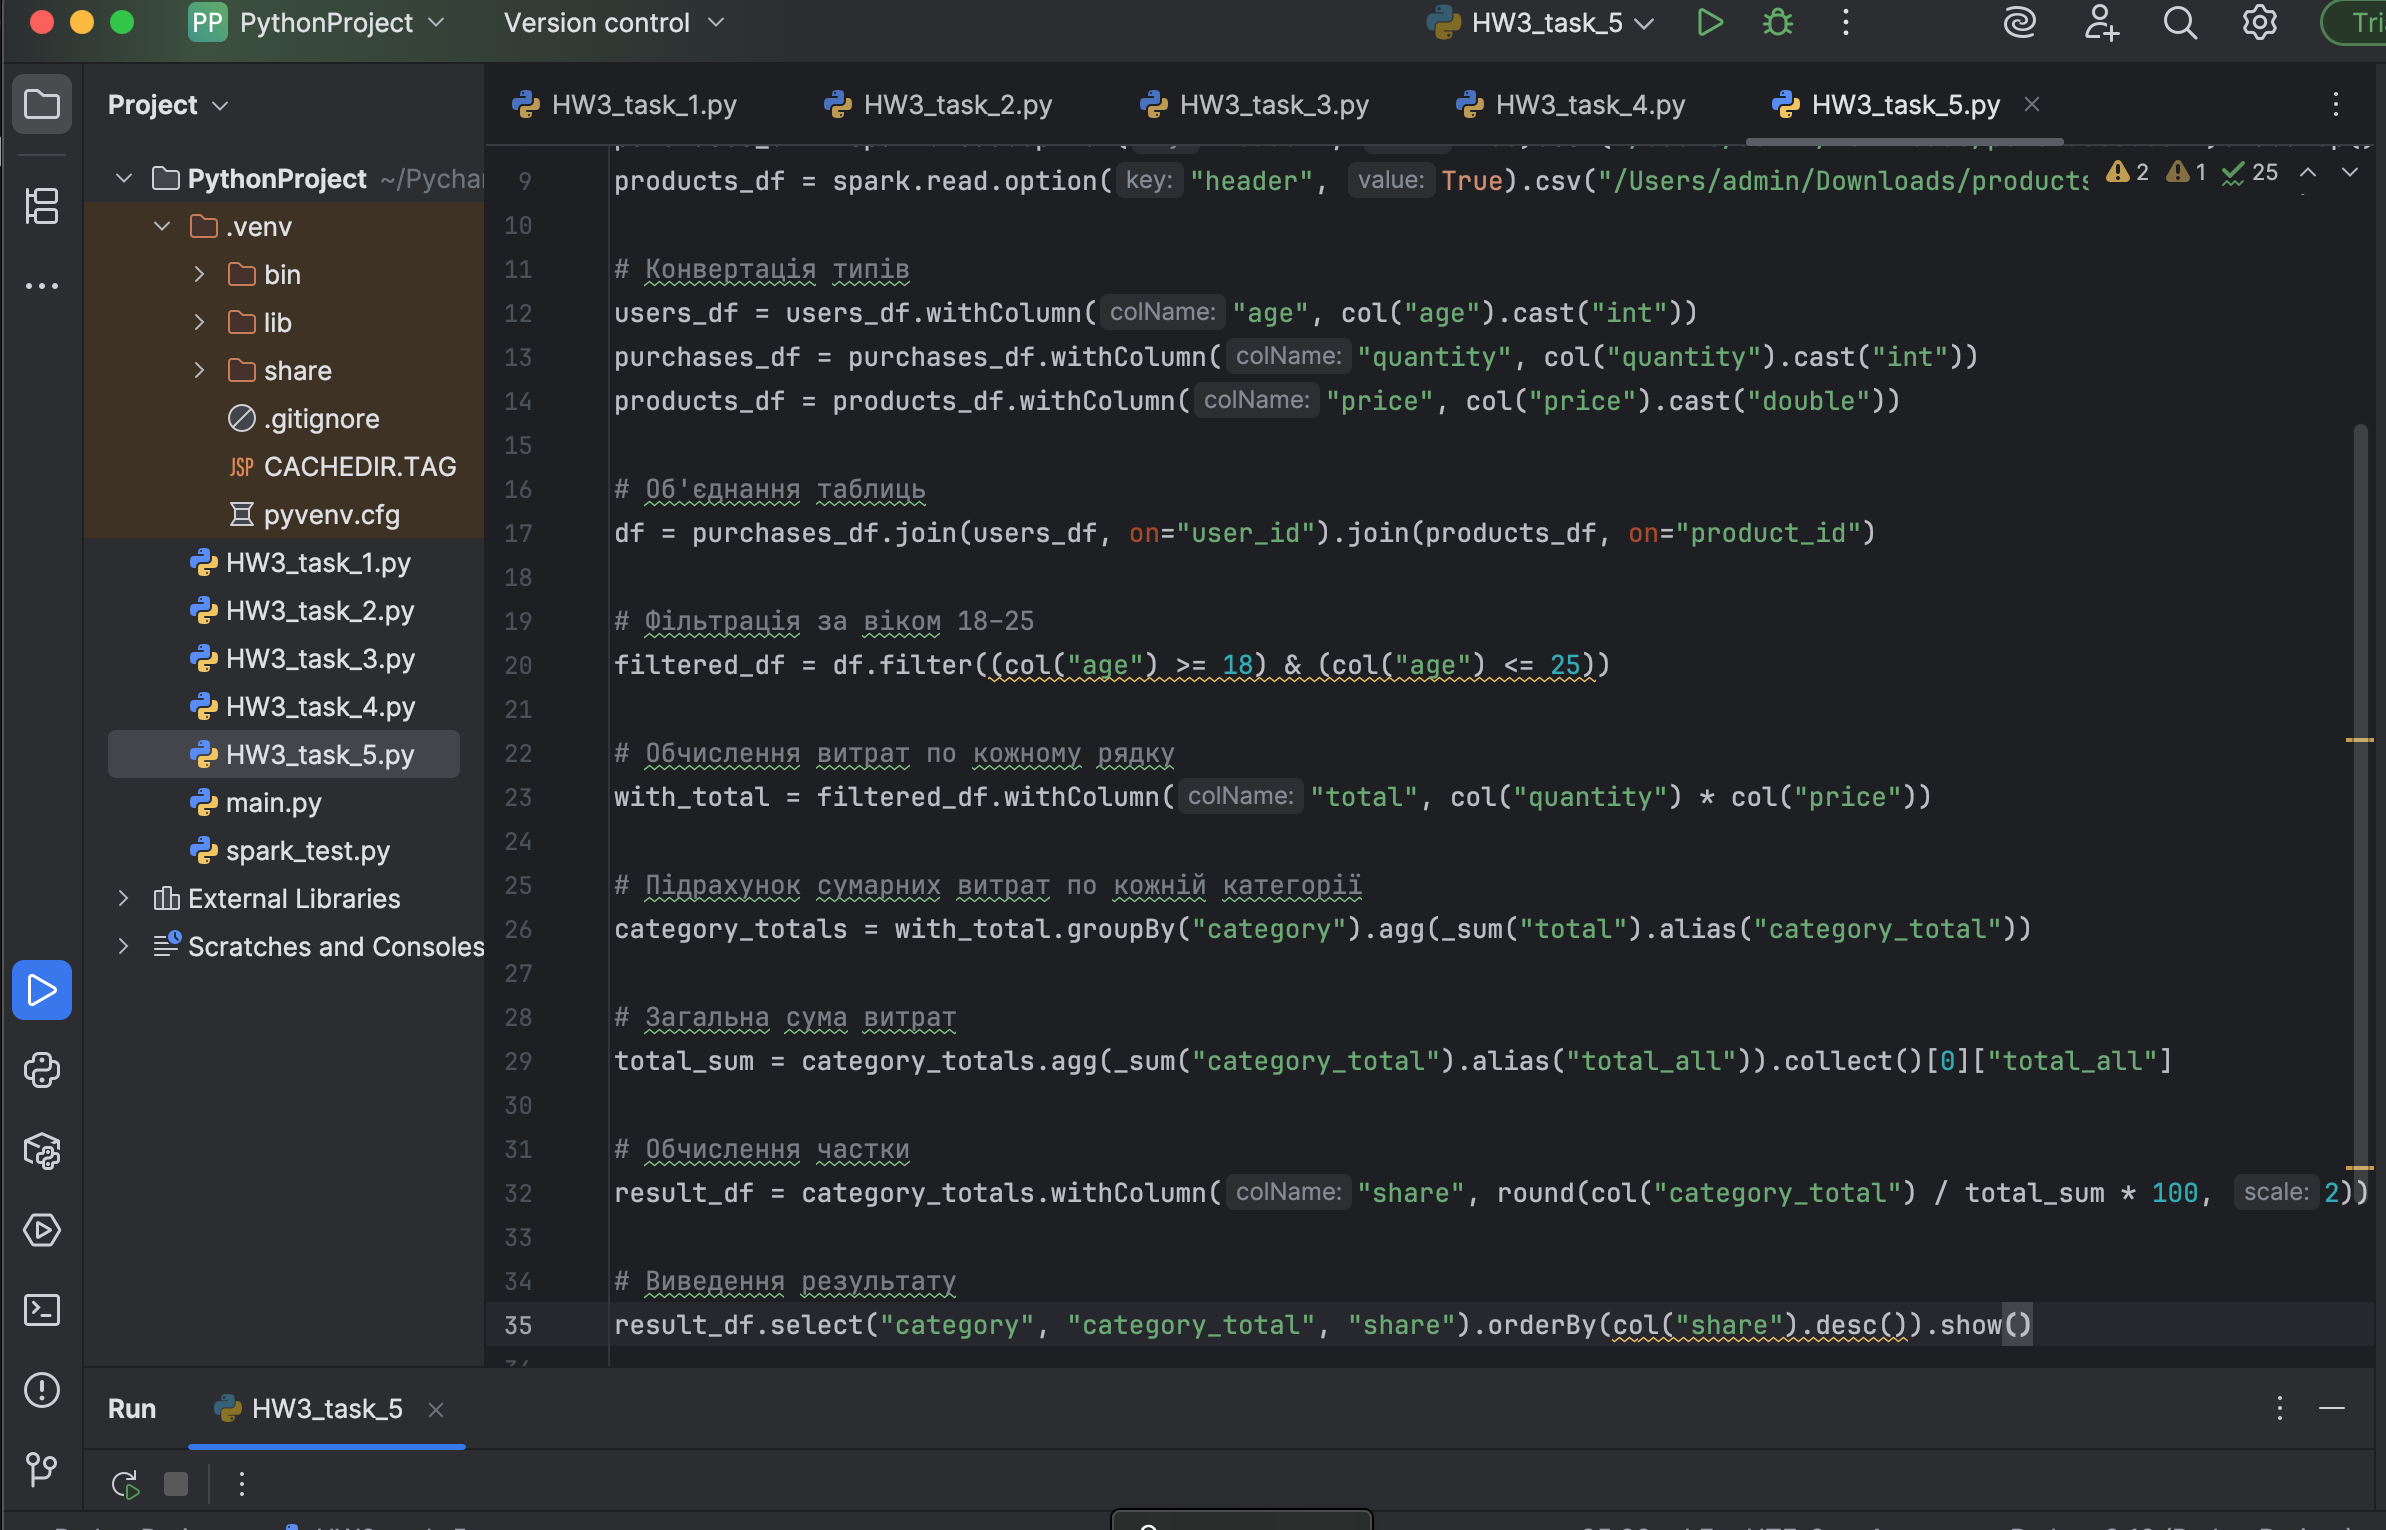 PP PythonProject Version control HW3_task_5
Project HW3_task_1.py HW3_task_2.py HW3_task_3.py HW3_task_4.py HW3_task_5.py
PythonProject ~/Pychar
.venv
bin
lib
share
.gitignore
JSP CACHEDIR.TAG
pyvenv.cfg
HW3_task_1.py
HW3_task_2.py
HW3_task_3.py
HW3_task_4.py
HW3_task_5.py
main.py
spark_test.py
External Libraries
Scratches and Consoles
2 1 25
9 products_df = spark.read.option( key: "header", value: True).csv("/Users/admin/Downloads/products
10
11 # Конвертація типів
12 users_df = users_df.withColumn( colName: "age", col("age").cast("int"))
13 purchases_df = purchases_df.withColumn( colName: "quantity", col("quantity").cast("int"))
14 products_df = products_df.withColumn( colName: "price", col("price").cast("double"))
15
16 # Об'єднання таблиць
17 df = purchases_df.join(users_df, on="user_id").join(products_df, on="product_id")
18
19 # Фільтрація за віком 18–25
20 filtered_df = df.filter((col("age") >= 18) & (col("age") <= 25))
21
22 # Обчислення витрат по кожному рядку
23 with_total = filtered_df.withColumn( colName: "total", col("quantity") * col("price"))
24
25 # Підрахунок сумарних витрат по кожній категорії
26 category_totals = with_total.groupBy("category").agg(_sum("total").alias("category_total"))
27
28 # Загальна сума витрат
29 total_sum = category_totals.agg(_sum("category_total").alias("total_all")).collect()[0]["total_all"]
30
31 # Обчислення частки
32 result_df = category_totals.withColumn( colName: "share", round(col("category_total") / total_sum * 100, scale: 2))
33
34 # Виведення результату
35 result_df.select("category", "category_total", "share").orderBy(col("share").desc()).show()
Run HW3_task_5